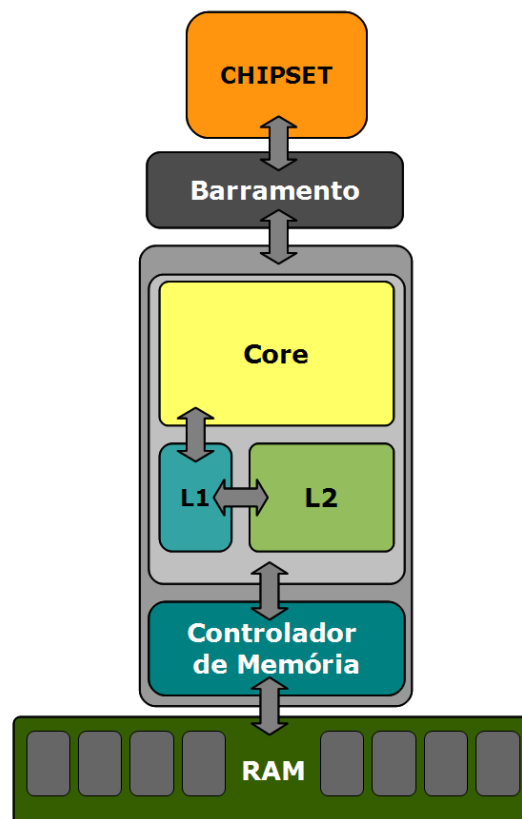 CHIPSET
Barramento
Core
L1
L2
Controlador
de Memória
RAM